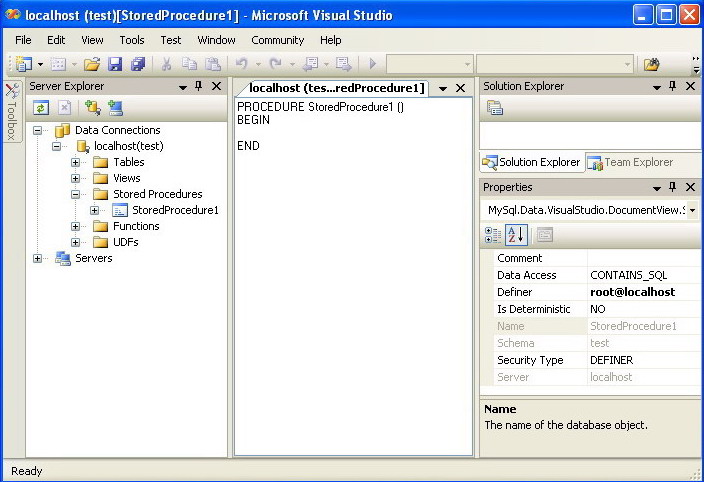 localhost (test)[StoredProcedure1] - Microsoft Visual Studio
File Edit View Tools Test Window Community Help
Server Explorer
Toolbox
Data Connections
localhost(test)
Tables
Views
Stored Procedures
StoredProcedure1
Functions
UDFs
Servers
localhost (tes...redProcedure1]
PROCEDURE StoredProcedure1 ()
BEGIN
END
Solution Explorer
Solution Explorer Team Explorer
Properties
MySql.Data.VisualStudio.DocumentView.S
Comment
Data Access CONTAINS_SQL
Definer root@localhost
Is Deterministic NO
Name StoredProcedure1
Schema test
Security Type DEFINER
Server localhost
Name
The name of the database object.
Ready